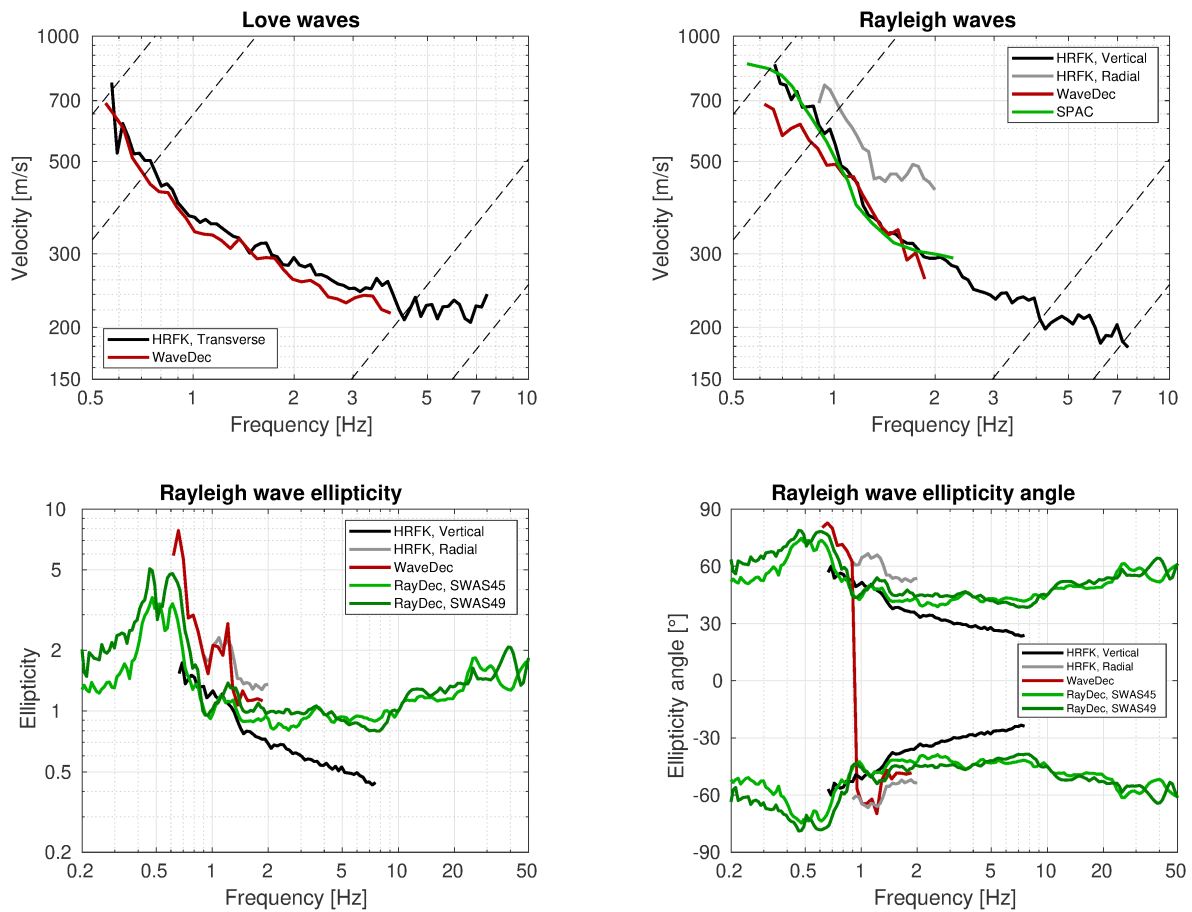 Love waves
1000
700
500
300
200
150
Velocity [m/s]
HRFK, Transverse
WaveDec
0.5 1 2 3 5 7 10
Frequency [Hz]
Rayleigh waves
1000
700
500
300
200
150
Velocity [m/s]
HRFK, Vertical
HRFK, Radial
WaveDec
SPAC
0.5 1 2 3 5 7 10
Frequency [Hz]
Rayleigh wave ellipticity
10
5
2
1
0.5
0.2
Ellipticity
HRFK, Vertical
HRFK, Radial
WaveDec
RayDec, SWAS45
RayDec, SWAS49
0.2 0.5 1 2 5 10 20 50
Frequency [Hz]
Rayleigh wave ellipticity angle
90
60
30
0
-30
-60
-90
Ellipticity angle [°]
HRFK, Vertical
HRFK, Radial
WaveDec
RayDec, SWAS45
RayDec, SWAS49
0.2 0.5 1 2 5 10 20 50
Frequency [Hz]